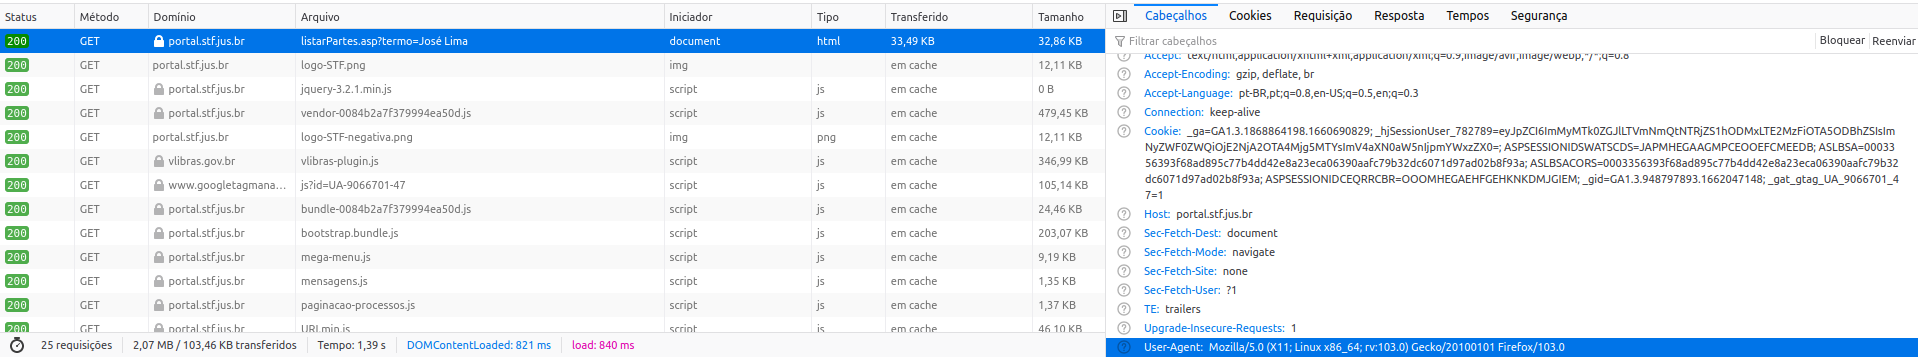 Status Método Domínio Arquivo Iniciador Tipo Transferido Tamanho
200 GET portal.stf.jus.br listarPartes.asp?termo=José Lima document html 33,49 KB 32,86 KB
200 GET portal.stf.jus.br logo-STF.png img em cache 12,11 KB
200 GET portal.stf.jus.br jquery-3.2.1.min.js script js em cache 0 B
200 GET portal.stf.jus.br vendor-0084b2a7f379994ea50d.js script js em cache 479,45 KB
200 GET portal.stf.jus.br logo-STF-negativa.png img png em cache 12,11 KB
200 GET vlibras.gov.br vlibras-plugin.js script js em cache 346,99 KB
200 GET www.googletagmana... js?id=UA-9066701-47 script js em cache 105,14 KB
200 GET portal.stf.jus.br bundle-0084b2a7f379994ea50d.js script js em cache 24,46 KB
200 GET portal.stf.jus.br bootstrap.bundle.js script js em cache 203,07 KB
200 GET portal.stf.jus.br mega-menu.js script js em cache 9,19 KB
200 GET portal.stf.jus.br mensagens.js script js em cache 1,35 KB
200 GET portal.stf.jus.br paginacao-processos.js script js em cache 1,37 KB
200 GET portal.stf.jus.br URI.min.js script js em cache 46,10 KB
25 requisições 2,07 MB / 103,46 KB transferidos Tempo: 1,39 s DOMContentLoaded: 821 ms load: 840 ms
Cabeçalhos Cookies Requisição Resposta Tempos Segurança
Filtrar cabeçalhos Bloquear Reenviar
Accept: text/html,application/xhtml+xml,application/xml;q=0.9,image/avif,image/webp,*/*;q=0.8
Accept-Encoding: gzip, deflate, br
Accept-Language: pt-BR,pt;q=0.8,en-US;q=0.5,en;q=0.3
Connection: keep-alive
Cookie: _ga=GA1.3.1868864198.1660690829; _hjSessionUser_782789=eyJpZCI6ImMyMTk0ZGJlLTVmNmQtNTRjZS1hODMxLTE2MzFiOTA5ODBhZSIsIm
NyZWF0ZWQiOjE2NjA2OTA4Mjg5MTYsImV4aXN0aW5nIjpmYWxzZX0=; ASPSESSIONIDSWATSCDS=JAPMHEGAAGMPCEOOEFCMEEDB; ASLBSA=00033
56393f68ad895c77b4dd42e8a23eca06390aafc79b32dc6071d97ad02b8f93a; ASLBSACORS=0003356393f68ad895c77b4dd42e8a23eca06390aafc79b32
dc6071d97ad02b8f93a; ASPSESSIONIDCEQRRCBR=OOOMHEGAEHFGEHKNKDMJGIEM; _gid=GA1.3.948797893.1662047148; _gat_gtag_UA_9066701_4
7=1
Host: portal.stf.jus.br
Sec-Fetch-Dest: document
Sec-Fetch-Mode: navigate
Sec-Fetch-Site: none
Sec-Fetch-User: ?1
TE: trailers
Upgrade-Insecure-Requests: 1
User-Agent: Mozilla/5.0 (X11; Linux x86_64; rv:103.0) Gecko/20100101 Firefox/103.0